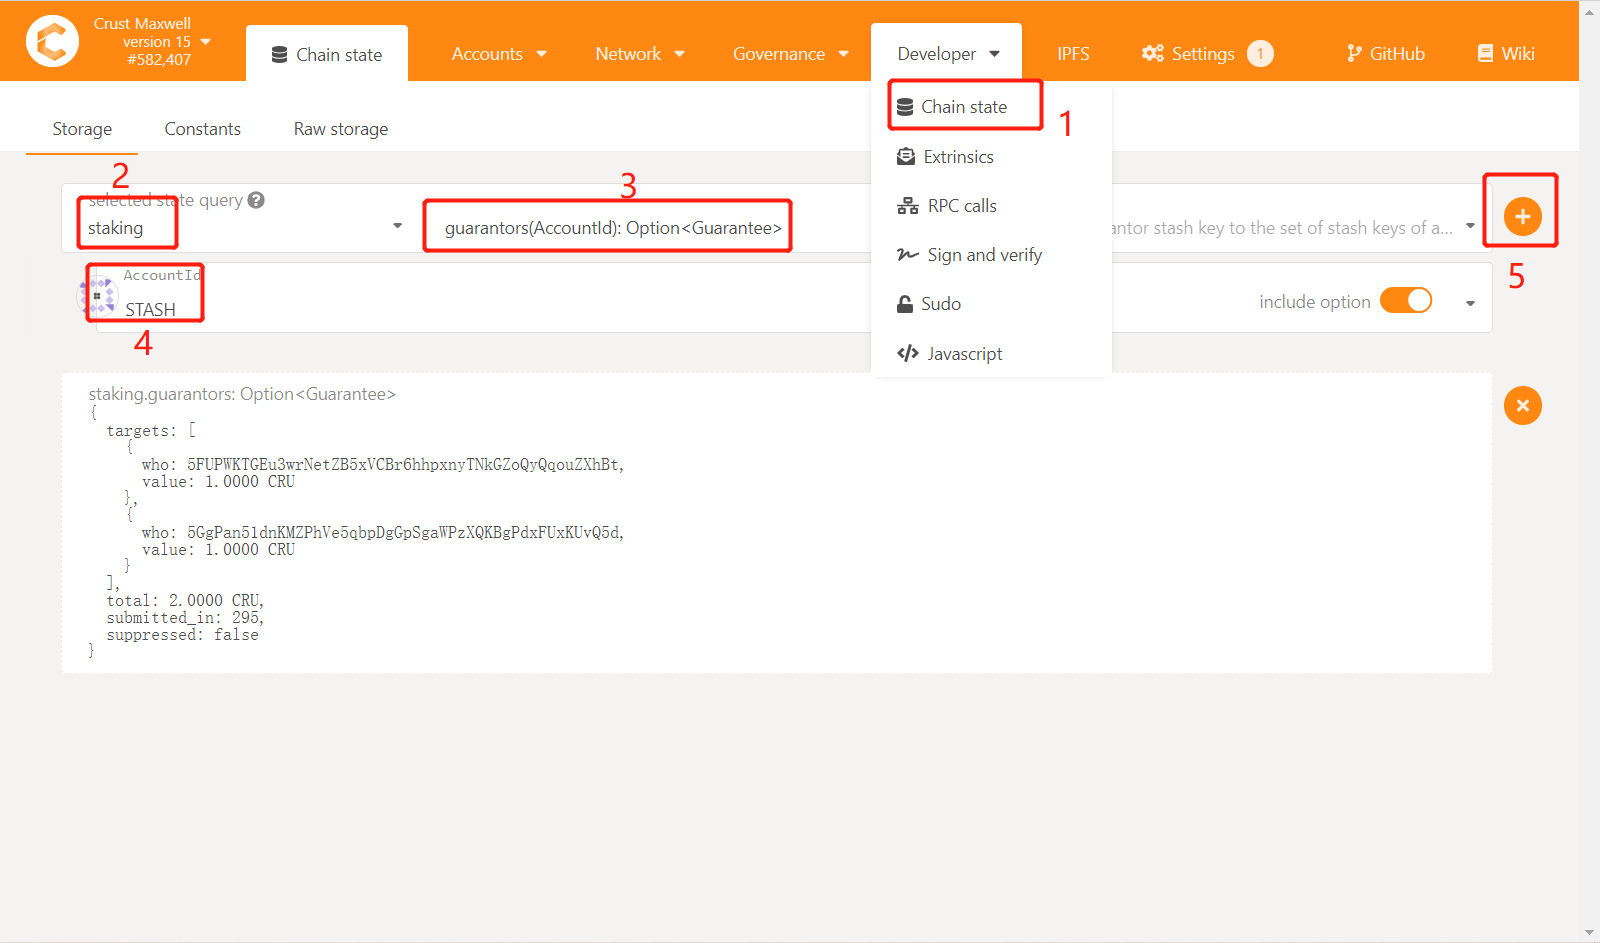 Crust Maxwell
version 15
#582,407
Chain state
Accounts
Network
Governance
Developer
IPFS
Settings 1
GitHub
Wiki
Storage
Constants
Raw storage
Chain state
1
Extrinsics
RPC calls
Sign and verify
Sudo
Javascript
2
selected state query ?
staking
3
guarantors(AccountId): Option<Guarantee>
antor stash key to the set of stash keys of a...
5
AccountId
STASH
4
include option
staking.guarantors: Option<Guarantee>
{
targets: [
{
who: 5FUPWKTGEu3wrNetZB5xVCBr6hhpxnyTNkGZoQyQqouZXhBt,
value: 1.0000 CRU
},
{
who: 5GgPan5ldnKMZPhVe5qbpDgGpSgaWPzXQKBgPdxFUxKUvQ5d,
value: 1.0000 CRU
}
],
total: 2.0000 CRU,
submitted_in: 295,
suppressed: false
}